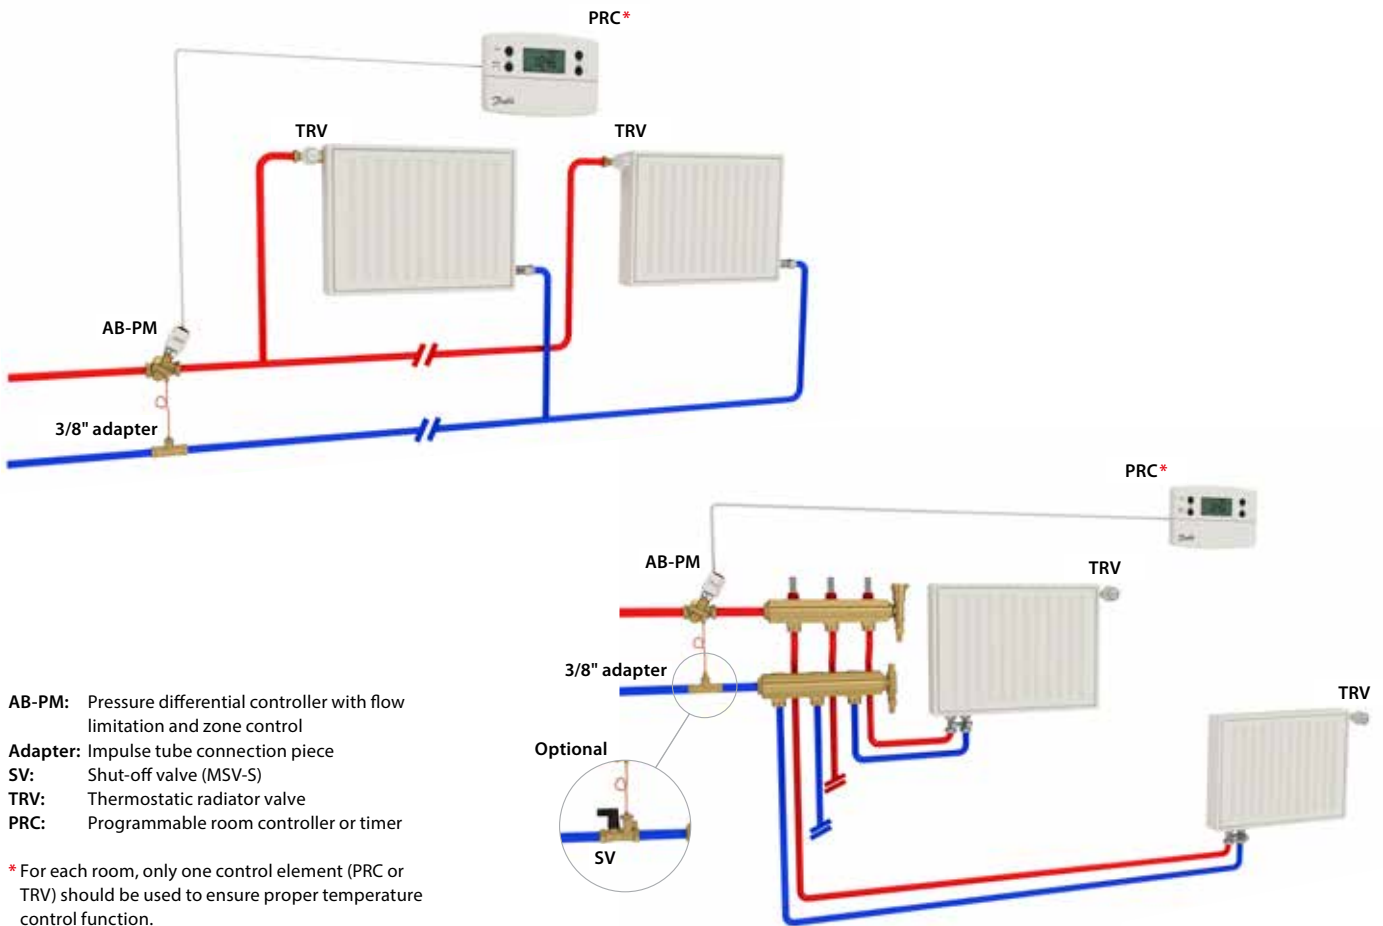 PRC*
TRV
TRV
AB-PM
3/8" adapter
PRC*
AB-PM
TRV
3/8" adapter
TRV
Optional
SV
AB-PM: Pressure differential controller with flow
limitation and zone control
Adapter: Impulse tube connection piece
SV: Shut-off valve (MSV-S)
TRV: Thermostatic radiator valve
PRC: Programmable room controller or timer
* For each room, only one control element (PRC or
TRV) should be used to ensure proper temperature
control function.